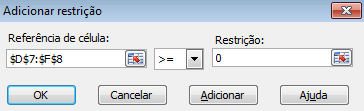 Adicionar restrição
Referência de célula: Restrição:
$D$7:$F$8 >= 0
OK Cancelar Adicionar Ajuda